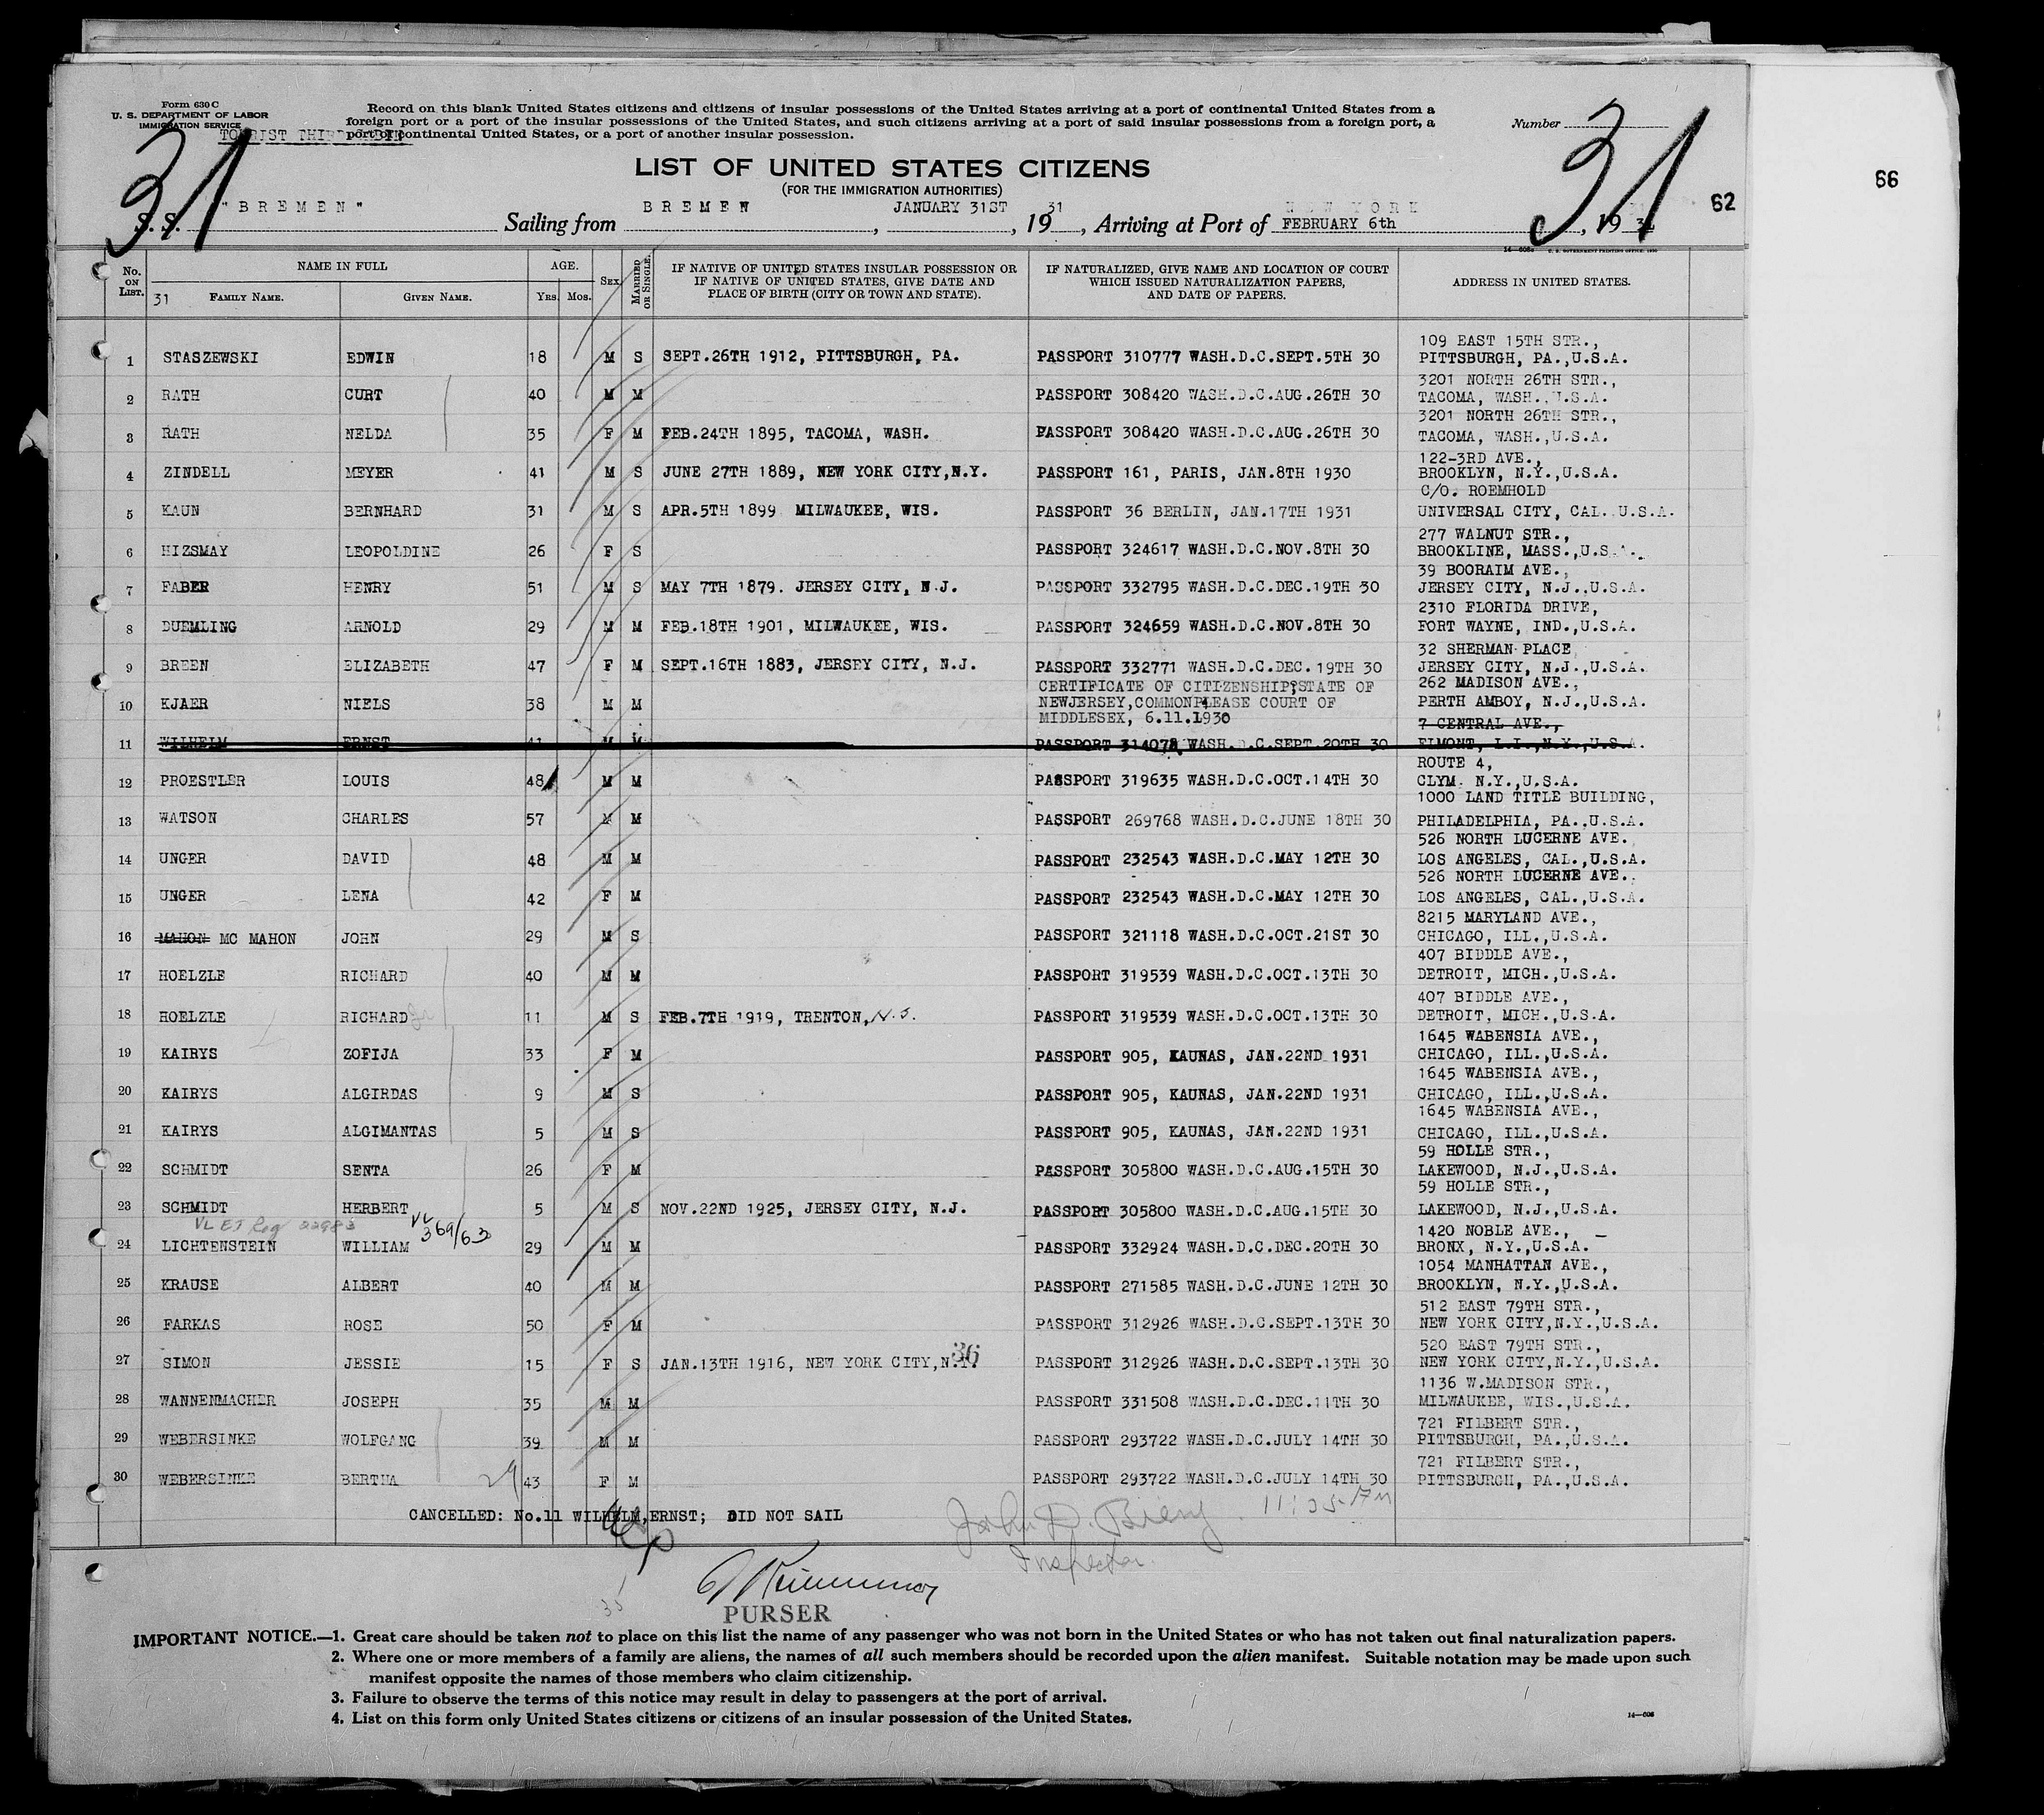 Form 630 C
U. S. DEPARTMENT OF LABOR
IMMIGRATION SERVICE
TOURIST THIRD CABIN
Record on this blank United States citizens and citizens of insular possessions of the United States arriving at a port of continental United States from a
foreign port or a port of the insular possessions of the United States, and such citizens arriving at a port of said insular possessions from a foreign port, a
port of continental United States, or a port of another insular possession.
Number
31 31
LIST OF UNITED STATES CITIZENS
(FOR THE IMMIGRATION AUTHORITIES)
62
66
S. S. "BREMEN" Sailing from BREMEN, JANUARY 31ST, 1931, Arriving at Port of NEW YORK FEBRUARY 6th, 1931
14—608a U. S. GOVERNMENT PRINTING OFFICE: 1930
No. ON LIST. NAME IN FULL AGE. SEX MARRIED OR SINGLE. IF NATIVE OF UNITED STATES INSULAR POSSESSION OR IF NATIVE OF UNITED STATES, GIVE DATE AND PLACE OF BIRTH (CITY OR TOWN AND STATE). IF NATURALIZED, GIVE NAME AND LOCATION OF COURT WHICH ISSUED NATURALIZATION PAPERS, AND DATE OF PAPERS. ADDRESS IN UNITED STATES.
31 FAMILY NAME. GIVEN NAME. YRS. MOS.
109 EAST 15TH STR.,
1 STASZEWSKI EDWIN 18 M S SEPT.26TH 1912, PITTSBURGH, PA. PASSPORT 310777 WASH.D.C.SEPT.5TH 30 PITTSBURGH, PA.,U.S.A.
3201 NORTH 26TH STR.,
2 RATH CURT 40 M M PASSPORT 308420 WASH.D.C.AUG.26TH 30 TACOMA, WASH.,U.S.A.
3201 NORTH 26TH STR.,
3 RATH NELDA 35 F M FEB.24TH 1895, TACOMA, WASH. PASSPORT 308420 WASH.D.C.AUG.26TH 30 TACOMA, WASH.,U.S.A.
122-3RD AVE.,
4 ZINDELL MEYER 41 M S JUNE 27TH 1889, NEW YORK CITY,N.Y. PASSPORT 161, PARIS, JAN.8TH 1930 BROOKLYN, N.Y.,U.S.A.
C/O. ROEMHOLD
5 KAUN BERNHARD 31 M S APR.5TH 1899 MILWAUKEE, WIS. PASSPORT 36 BERLIN, JAN.17TH 1931 UNIVERSAL CITY, CAL. U.S.A.
277 WALNUT STR.,
6 HIZSMAY LEOPOLDINE 26 F S PASSPORT 324617 WASH.D.C.NOV.8TH 30 BROOKLINE, MASS.,U.S.A.
39 BOORAIM AVE.,
7 FABER HENRY 51 M S MAY 7TH 1879. JERSEY CITY, N.J. PASSPORT 332795 WASH.D.C.DEC.19TH 30 JERSEY CITY, N.J.,U.S.A.
2310 FLORIDA DRIVE,
8 DUEMLING ARNOLD 29 M M FEB.18TH 1901, MILWAUKEE, WIS. PASSPORT 324659 WASH.D.C.NOV.8TH 30 FORT WAYNE, IND.,U.S.A.
32 SHERMAN PLACE
9 BREEN ELIZABETH 47 F M SEPT.16TH 1883, JERSEY CITY, N.J. PASSPORT 332771 WASH.D.C.DEC.19TH 30 JERSEY CITY, N.J.,U.S.A.
CERTIFICATE OF CITIZENSHIP,STATE OF 262 MADISON AVE.,
10 KJAER NIELS 38 M M NEWJERSEY,COMMONPLEASE COURT OF PERTH AMBOY, N.J.,U.S.A.
MIDDLESEX, 6.11.1930 7 CENTRAL AVE.,
11 WILHELM ERNST 41 M M PASSPORT 314078 WASH.D.C.SEPT.20TH 30 ELMONT, L.I.,N.Y.,U.S.A.
ROUTE 4,
12 PROESTLER LOUIS 48 M M PASSPORT 319635 WASH.D.C.OCT.14TH 30 CLYM. N.Y.,U.S.A.
1000 LAND TITLE BUILDING,
13 WATSON CHARLES 57 M M PASSPORT 269768 WASH.D.C.JUNE 18TH 30 PHILADELPHIA, PA.,U.S.A.
526 NORTH LUCERNE AVE.
14 UNGER DAVID 48 M M PASSPORT 232543 WASH.D.C.MAY 12TH 30 LOS ANGELES, CAL.,U.S.A.
526 NORTH LUCERNE AVE.
15 UNGER LENA 42 F M PASSPORT 232543 WASH.D.C.MAY 12TH 30 LOS ANGELES, CAL.,U.S.A.
8215 MARYLAND AVE.,
16 MAHON MC MAHON JOHN 29 M S PASSPORT 321118 WASH.D.C.OCT.21ST 30 CHICAGO, ILL.,U.S.A.
407 BIDDLE AVE.,
17 HOELZLE RICHARD 40 M M PASSPORT 319539 WASH.D.C.OCT.13TH 30 DETROIT, MICH.,U.S.A.
407 BIDDLE AVE.,
18 HOELZLE RICHARD Jr 11 M S FEB.7TH 1919, TRENTON, N.J. PASSPORT 319539 WASH.D.C.OCT.13TH 30 DETROIT, MICH.,U.S.A.
1645 WABENSIA AVE.,
19 KAIRYS ZOFIJA 33 F M PASSPORT 905, KAUNAS, JAN.22ND 1931 CHICAGO, ILL.,U.S.A.
1645 WABENSIA AVE.,
20 KAIRYS ALGIRDAS 9 M S PASSPORT 905, KAUNAS, JAN.22ND 1931 CHICAGO, ILL.,U.S.A.
1645 WABENSIA AVE.,
21 KAIRYS ALGIMANTAS 5 M S PASSPORT 905, KAUNAS, JAN.22ND 1931 CHICAGO, ILL.,U.S.A.
59 HOLLE STR.,
22 SCHMIDT SENTA 26 F M PASSPORT 305800 WASH.D.C.AUG.15TH 30 LAKEWOOD, N.J.,U.S.A.
59 HOLLE STR.,
23 SCHMIDT HERBERT 5 M S NOV.22ND 1925, JERSEY CITY, N.J. PASSPORT 305800 WASH.D.C.AUG.15TH 30 LAKEWOOD, N.J.,U.S.A.
VL ET Reg 22983 VL 369/63 1420 NOBLE AVE.,
24 LICHTENSTEIN WILLIAM 29 M M PASSPORT 332924 WASH.D.C.DEC.20TH 30 BRONX, N.Y.,U.S.A.
1054 MANHATTAN AVE.,
25 KRAUSE ALBERT 40 M M PASSPORT 271585 WASH.D.C.JUNE 12TH 30 BROOKLYN, N.Y.,U.S.A.
512 EAST 79TH STR.,
26 FARKAS ROSE 50 F M PASSPORT 312926 WASH.D.C.SEPT.13TH 30 NEW YORK CITY,N.Y.,U.S.A.
520 EAST 79TH STR.,
27 SIMON JESSIE 15 F S JAN.13TH 1916, NEW YORK CITY,N.Y. 36 PASSPORT 312926 WASH.D.C.SEPT.13TH 30 NEW YORK CITY,N.Y.,U.S.A.
1136 W.MADISON STR.,
28 WANNENMACHER JOSEPH 35 M M PASSPORT 331508 WASH.D.C.DEC.11TH 30 MILWAUKEE, WIS.,U.S.A.
721 FILBERT STR.,
29 WEBERSINKE WOLFGANG 39 M M PASSPORT 293722 WASH.D.C.JULY 14TH 30 PITTSBURGH, PA.,U.S.A.
721 FILBERT STR.,
30 WEBERSINKE BERTHA 29 43 F M PASSPORT 293722 WASH.D.C.JULY 14TH 30 PITTSBURGH, PA.,U.S.A.
CANCELLED: No.11 WILHELM,ERNST; DID NOT SAIL
John D. 11:05 PM
Inspector.
35
PURSER
IMPORTANT NOTICE.—1. Great care should be taken not to place on this list the name of any passenger who was not born in the United States or who has not taken out final naturalization papers.
2. Where one or more members of a family are aliens, the names of all such members should be recorded upon the alien manifest. Suitable notation may be made upon such
manifest opposite the names of those members who claim citizenship.
3. Failure to observe the terms of this notice may result in delay to passengers at the port of arrival.
4. List on this form only United States citizens or citizens of an insular possession of the United States.
14—608